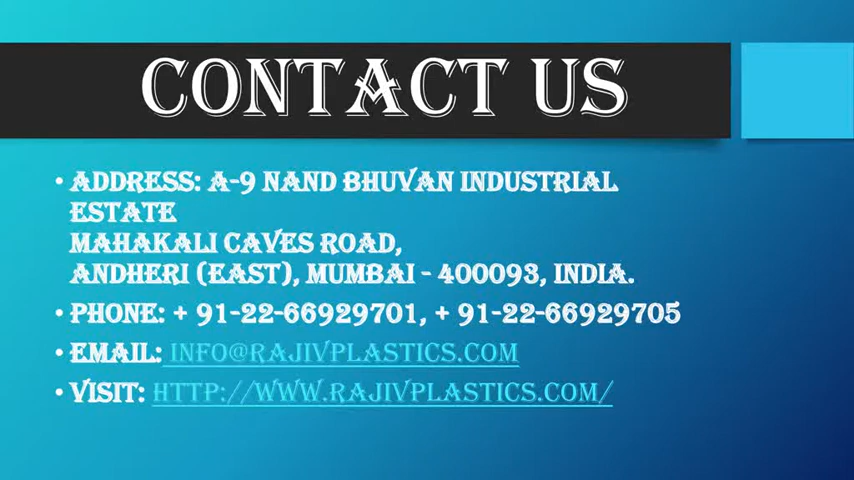 CONTACT US
• ADDRESS: A-9 NAND BHUVAN INDUSTRIAL
ESTATE
MAHAKALI CAVES ROAD,
ANDHERI (EAST), MUMBAI - 400093, INDIA.
• PHONE: + 91-22-66929701, + 91-22-66929705
• EMAIL: INFO@RAJIVPLASTICS.COM
• VISIT: HTTP://WWW.RAJIVPLASTICS.COM/